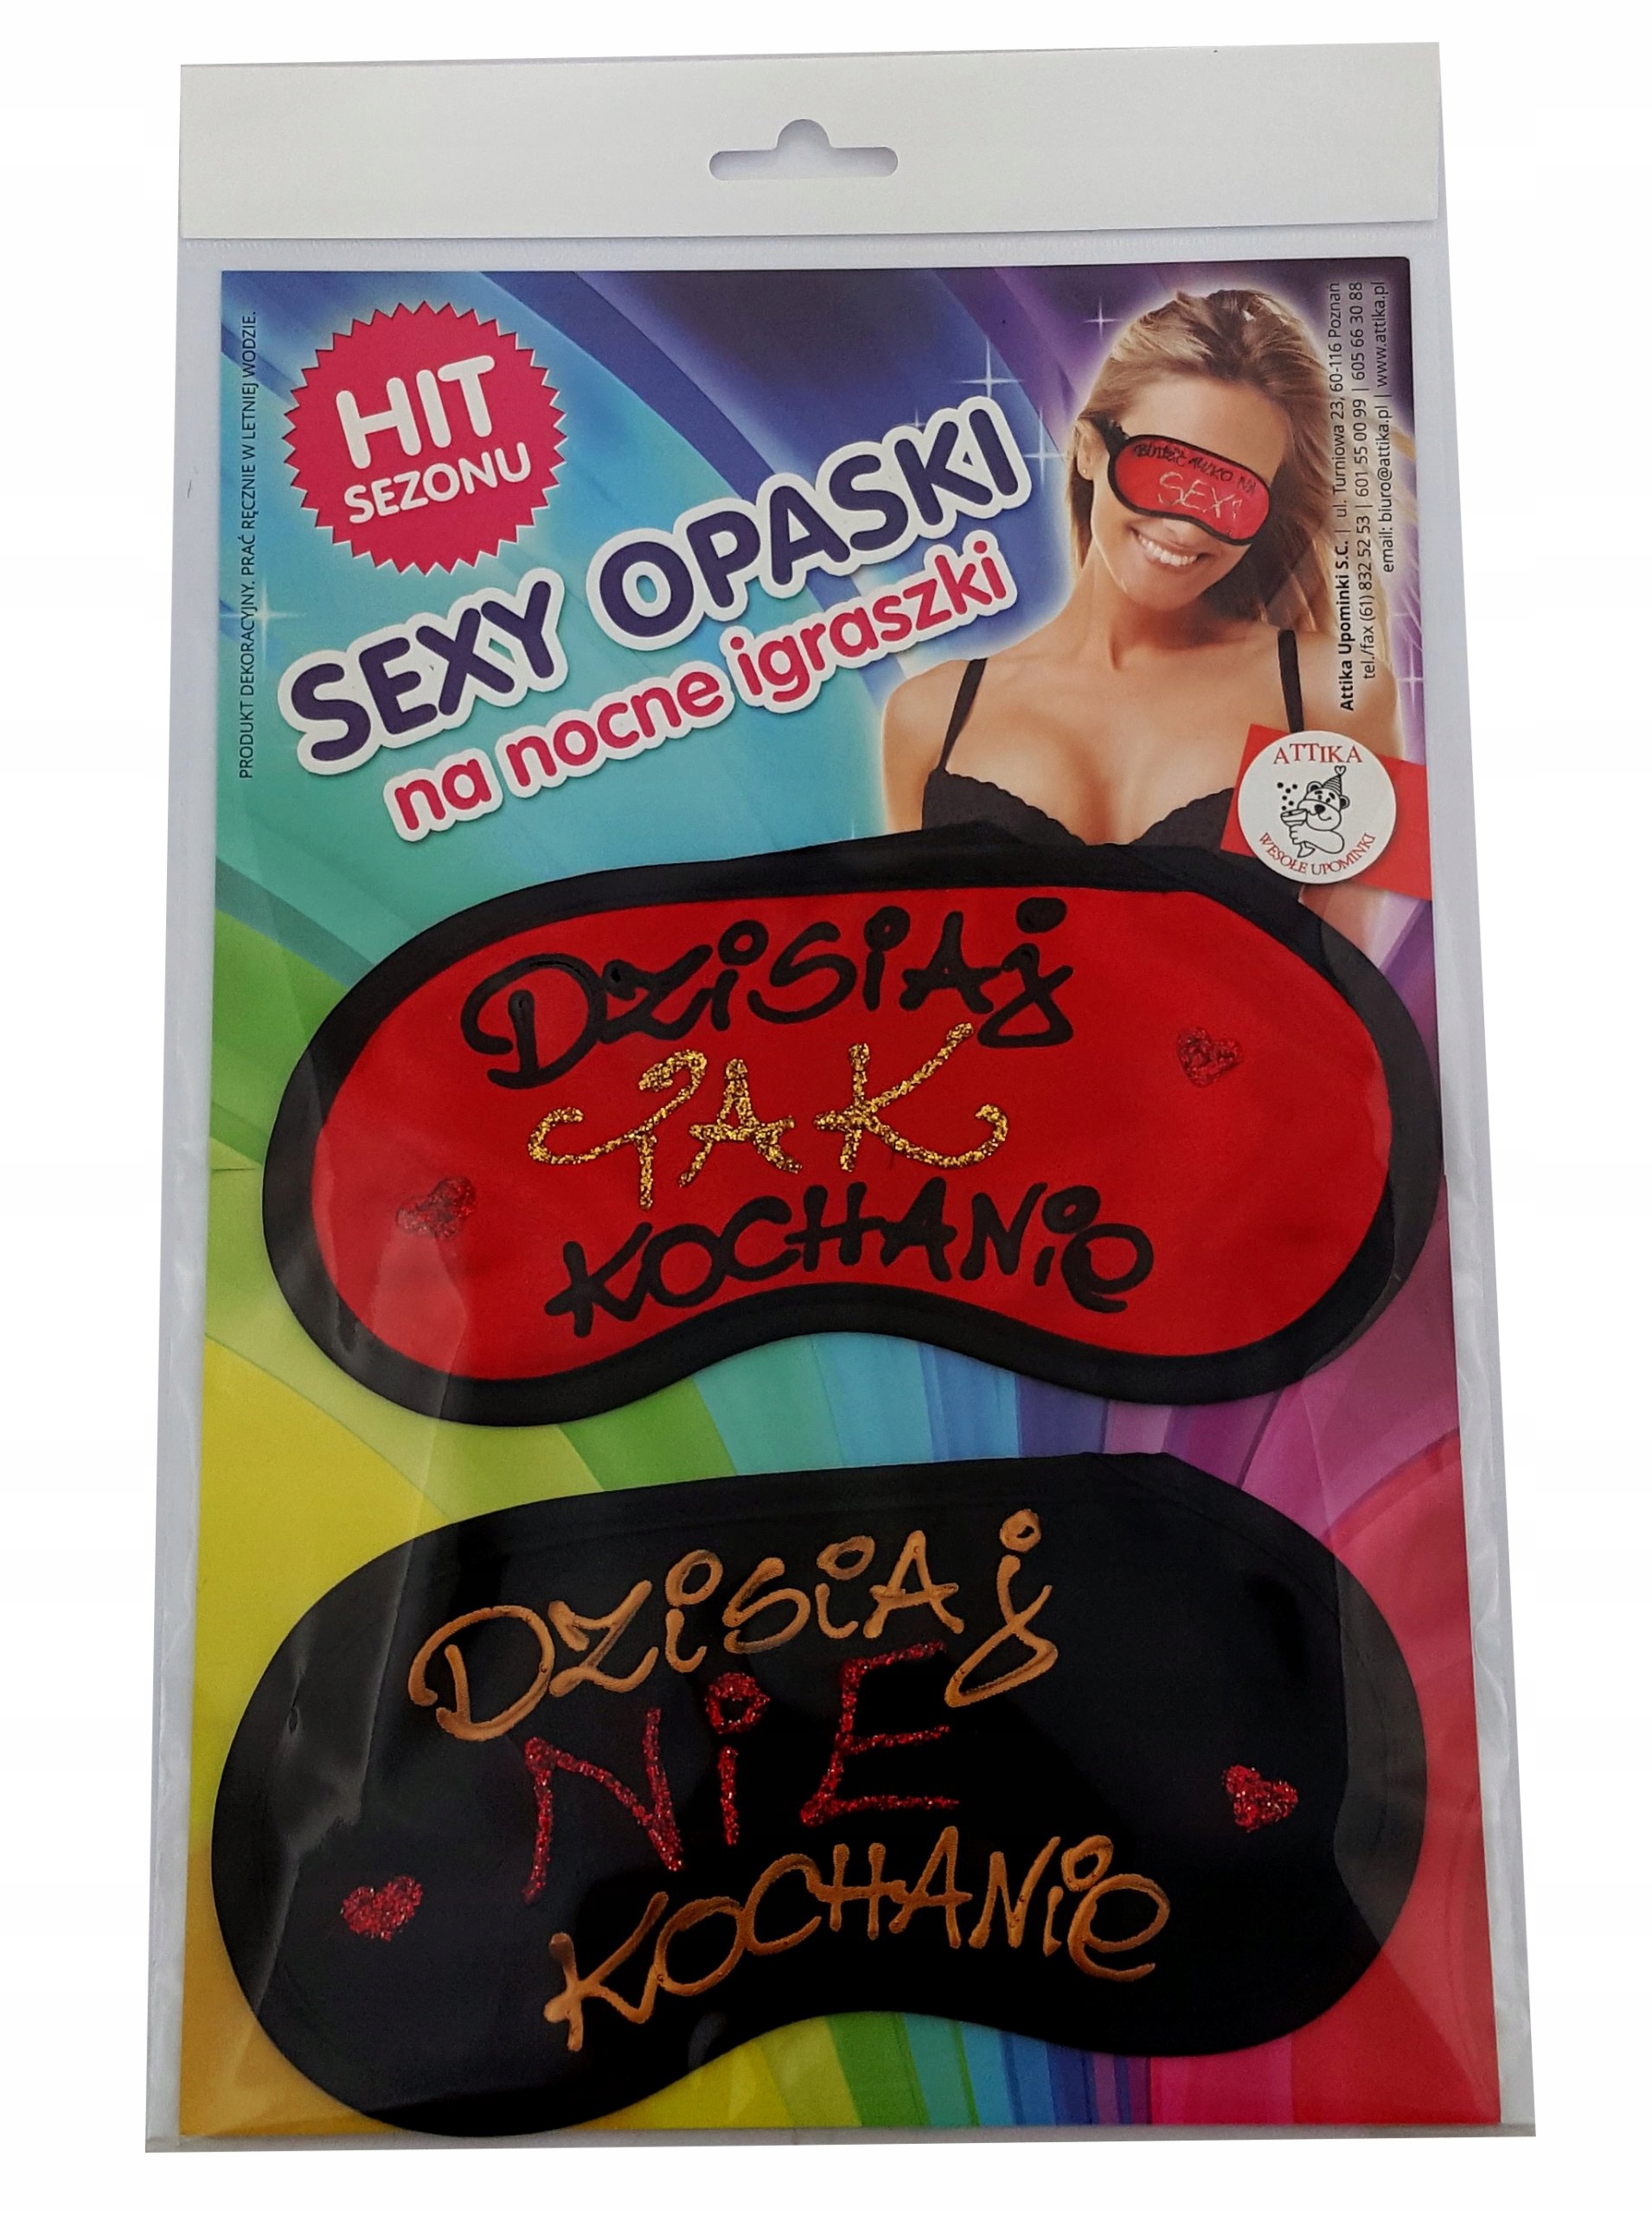 HIT
SEZONU
SEXY OPASKI
na nocne igraszki
PRODUKT DEKORACYJNY. PRAĆ RĘCZNIE W LETNIEJ WODZIE.
SEXY
Attika Upominki S.C. | ul. Turniowa 23, 60-116 Poznań
tel./fax (61) 832 52 53 | 601 55 00 99 | 605 66 30 88
email: biuro@attika.pl | www.attika.pl
ATTIKA
WESOŁE UPOMINKI
DZiSiAj
TAK
KOCHANiE
DZiSiAj
NiE
KOCHANiE